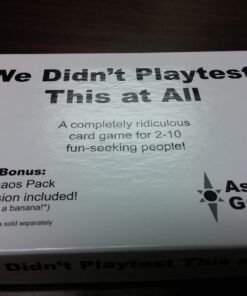 We Didn't Playtest
This at All
A completely ridiculous
card game for 2-10
fun-seeking people!
Bonus:
aos Pack
sion included!
a banana!*)
s sold separately
As
G
Didn't Playtest This a